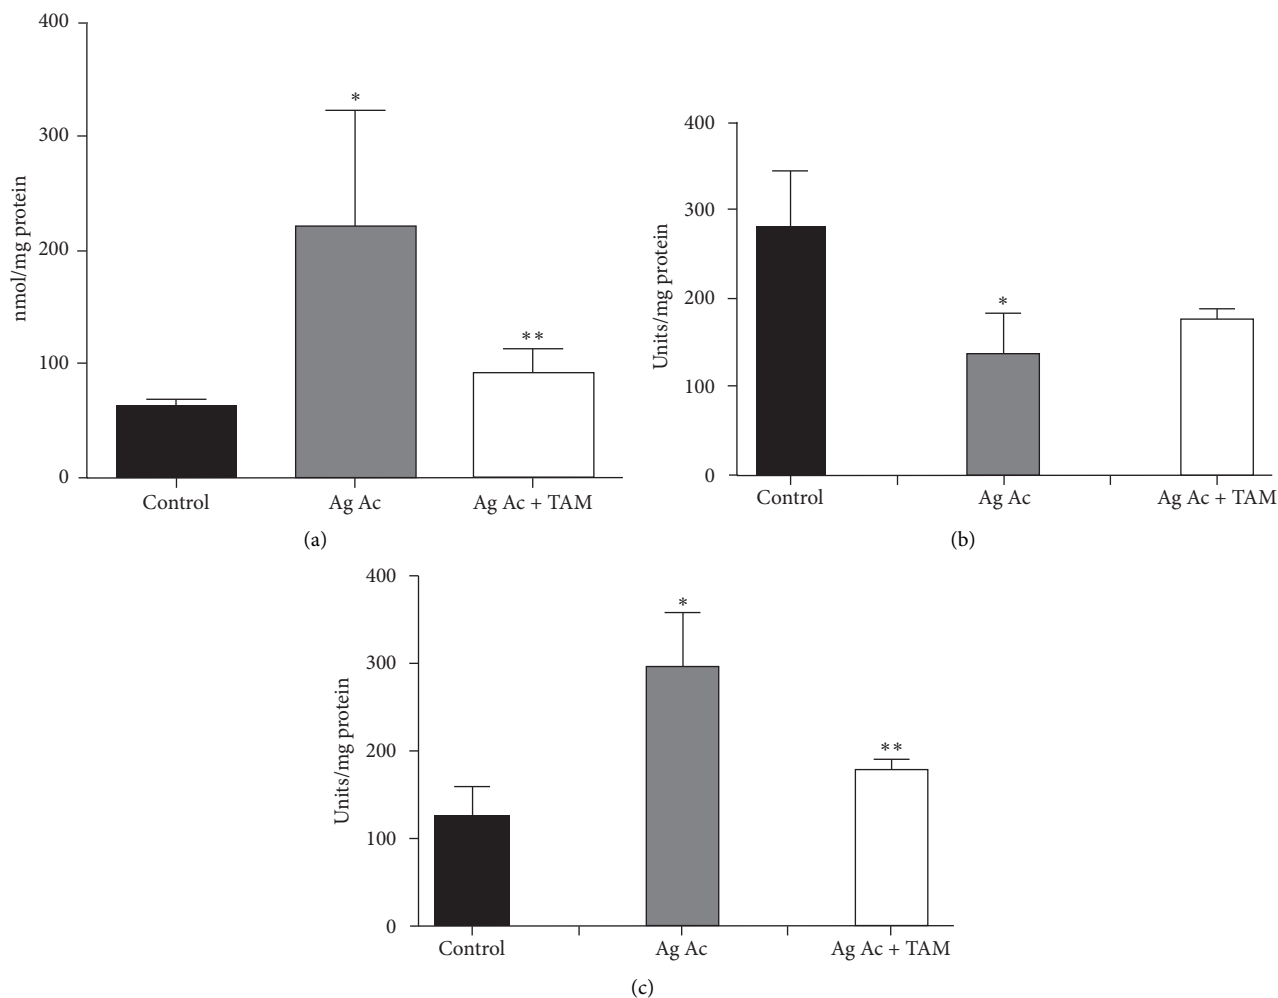 400
300
200
100
0
nmol/mg protein
*
**
Control
Ag Ac
Ag Ac + TAM
(a)
400
300
200
100
0
Units/mg protein
*
Control
Ag Ac
Ag Ac + TAM
(b)
400
300
200
100
0
Units/mg protein
*
**
Control
Ag Ac
Ag Ac + TAM
(c)